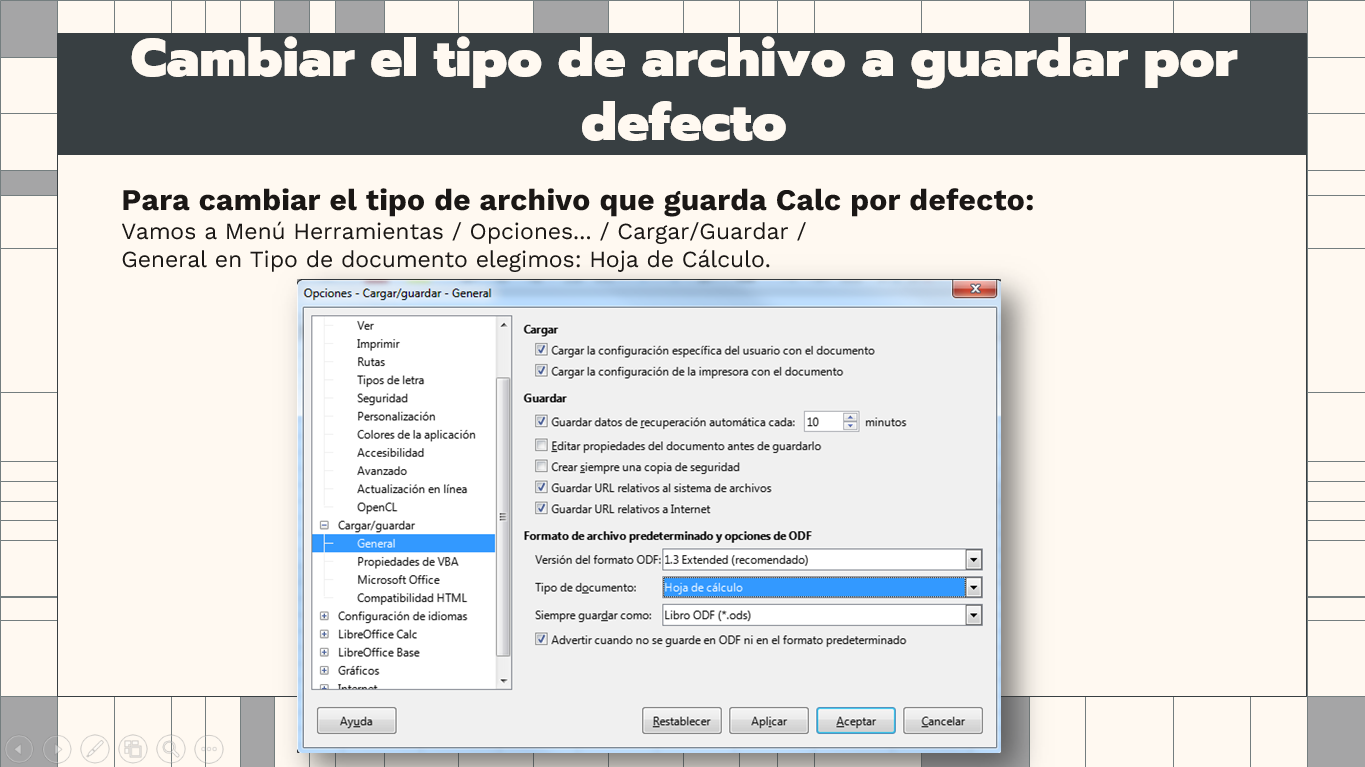 Cambiar el tipo de archivo a guardar por
defecto
Para cambiar el tipo de archivo que guarda Calc por defecto:
Vamos a Menú Herramientas / Opciones... / Cargar/Guardar /
General en Tipo de documento elegimos: Hoja de Cálculo.
Opciones - Cargar/guardar - General
Ver
Imprimir
Rutas
Tipos de letra
Seguridad
Personalización
Colores de la aplicación
Accesibilidad
Avanzado
Actualización en línea
OpenCL
Cargar/guardar
General
Propiedades de VBA
Microsoft Office
Compatibilidad HTML
Configuración de idiomas
LibreOffice Calc
LibreOffice Base
Gráficos
Internet
Cargar
Cargar la configuración específica del usuario con el documento
Cargar la configuración de la impresora con el documento
Guardar
Guardar datos de recuperación automática cada: 10 minutos
Editar propiedades del documento antes de guardarlo
Crear siempre una copia de seguridad
Guardar URL relativos al sistema de archivos
Guardar URL relativos a Internet
Formato de archivo predeterminado y opciones de ODF
Versión del formato ODF: 1.3 Extended (recomendado)
Tipo de documento: Hoja de cálculo
Siempre guardar como: Libro ODF (*.ods)
Advertir cuando no se guarde en ODF ni en el formato predeterminado
Ayuda Restablecer Aplicar Aceptar Cancelar